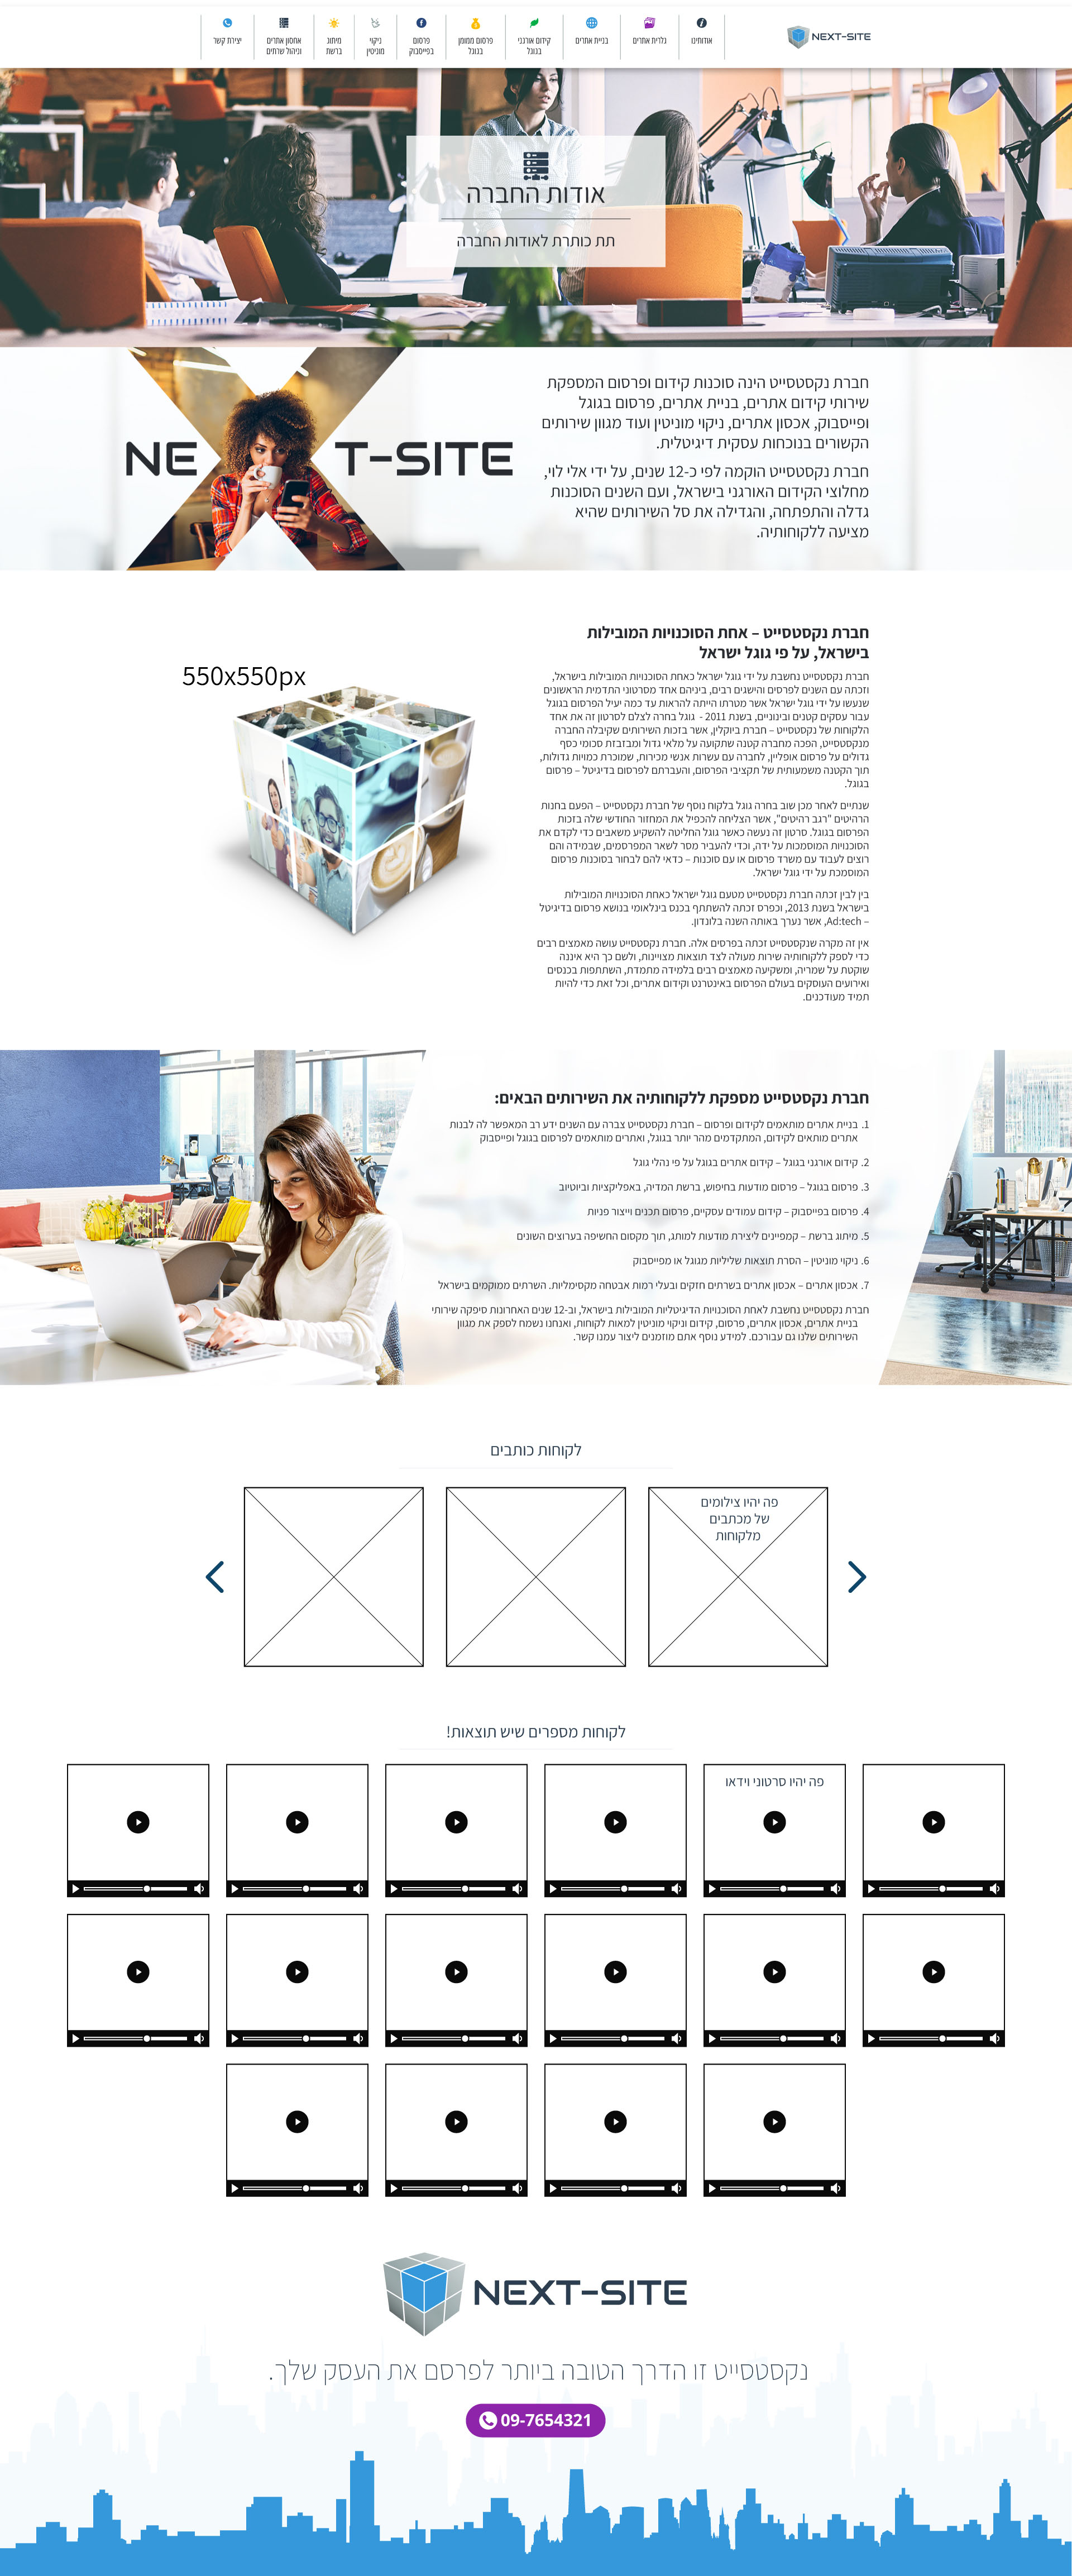 NEXT-SITE
אודותינו
גלרית אתרים
בניית אתרים
קידום אורגני
בגוגל
פרסום ממומן
בגוגל
פרסום
בפייסבוק
ניקוי
מוניטין
מיתוג
ברשת
אחסון אתרים
וניהול שרתים
יצירת קשר
אודות החברה
תת כותרת לאודות החברה
חברת נקסטסייט הינה סוכנות קידום ופרסום המספקת
שירותי קידום אתרים, בניית אתרים, פרסום בגוגל
ופייסבוק, אכסון אתרים, ניקוי מוניטין ועוד מגוון שירותים
הקשורים בנוכחות עסקית דיגיטלית.
חברת נקסטסייט הוקמה לפי כ-12 שנים, על ידי אלי לוי,
מחלוצי הקידום האורגני בישראל, ועם השנים הסוכנות
גדלה והתפתחה, והגדילה את סל השירותים שהיא
מציעה ללקוחותיה.
NEXT-SITE
חברת נקסטסייט – אחת הסוכנויות המובילות
בישראל, על פי גוגל ישראל
חברת נקסטסייט נחשבת על ידי גוגל ישראל כאחת הסוכנויות המובילות בישראל,
וזכתה עם השנים לפרסים והישגים רבים, ביניהם אחד מסרטוני התדמית הראשונים
שנעשו על ידי גוגל ישראל אשר מטרתו הייתה להראות עד כמה יעיל הפרסום בגוגל
עבור עסקים קטנים ובינוניים, בשנת 2011 - גוגל בחרה לצלם לסרטון זה את אחד
הלקוחות של נקסטסייט – חברת ביוקלין, אשר בזכות השירותים שקיבלה החברה
מנקסטסייט, הפכה מחברה קטנה שתקועה על מלאי גדול ומבזבזת סכומי כסף
גדולים על פרסום אופליין, לחברה עם עשרות אנשי מכירות, שמוכרת כמויות גדולות,
תוך הקטנה משמעותית של תקציבי הפרסום, והעברתם לפרסום בדיגיטל – פרסום
בגוגל.
שנתיים לאחר מכן שוב בחרה גוגל בלקוח נוסף של חברת נקסטסייט – הפעם בחנות
הרהיטים "רגב רהיטים", אשר הצליחה להכפיל את המחזור החודשי שלה בזכות
הפרסום בגוגל. סרטון זה נעשה כאשר גוגל החליטה להשקיע משאבים כדי לקדם את
הסוכנויות המוסמכות על ידה, וכדי להעביר מסר לשאר המפרסמים, שבמידה והם
רוצים לעבוד עם משרד פרסום או עם סוכנות – כדאי להם לבחור בסוכנות פרסום
המוסמכת על ידי גוגל ישראל.
בין לבין זכתה חברת נקסטסייט מטעם גוגל ישראל כאחת הסוכנויות המובילות
בישראל בשנת 2013, וכפרס זכתה להשתתף בכנס בינלאומי בנושא פרסום בדיגיטל
– Ad:tech, אשר נערך באותה השנה בלונדון.
אין זה מקרה שנקסטסייט זכתה בפרסים אלה. חברת נקסטסייט עושה מאמצים רבים
כדי לספק ללקוחותיה שירות מעולה לצד תוצאות מצויינות, ולשם כך היא איננה
שוקטת על שמריה, ומשקיעה מאמצים רבים בלמידה מתמדת, השתתפות בכנסים
ואירועים העוסקים בעולם הפרסום באינטרנט וקידום אתרים, וכל זאת כדי להיות
תמיד מעודכנים.
550x550px
חברת נקסטסייט מספקת ללקוחותיה את השירותים הבאים:
1. בניית אתרים מותאמים לקידום ופרסום – חברת נקסטסייט צברה עם השנים ידע רב המאפשר לה לבנות
אתרים מותאים לקידום, המתקדמים מהר יותר בגוגל, ואתרים מותאמים לפרסום בגוגל ופייסבוק
2. קידום אורגני בגוגל – קידום אתרים בגוגל על פי נהלי גוגל
3. פרסום בגוגל – פרסום מודעות בחיפוש, ברשת המדיה, באפליקציות וביוטיוב
4. פרסום בפייסבוק – קידום עמודים עסקיים, פרסום תכנים וייצור פניות
5. מיתוג ברשת – קמפיינים ליצירת מודעות למותג, תוך מקסום החשיפה בערוצים השונים
6. ניקוי מוניטין – הסרת תוצאות שליליות מגוגל או מפייסבוק
7. אכסון אתרים – אכסון אתרים בשרתים חזקים ובעלי רמות אבטחה מקסימליות. השרתים ממוקמים בישראל
חברת נקסטסייט נחשבת לאחת הסוכנויות הדיגיטליות המובילות בישראל, וב-12 שנים האחרונות סיפקה שירותי
בניית אתרים, אכסון אתרים, פרסום, קידום וניקוי מוניטין למאות לקוחות, ואנחנו נשמח לספק את מגוון
השירותים שלנו גם עבורכם. למידע נוסף אתם מוזמנים ליצור עמנו קשר.
לקוחות כותבים
פה יהיו צילומים
של מכתבים
מלקוחות
לקוחות מספרים שיש תוצאות!
פה יהיו סרטוני וידאו
NEXT-SITE
נקסטסייט זו הדרך הטובה ביותר לפרסם את העסק שלך.
09-7654321